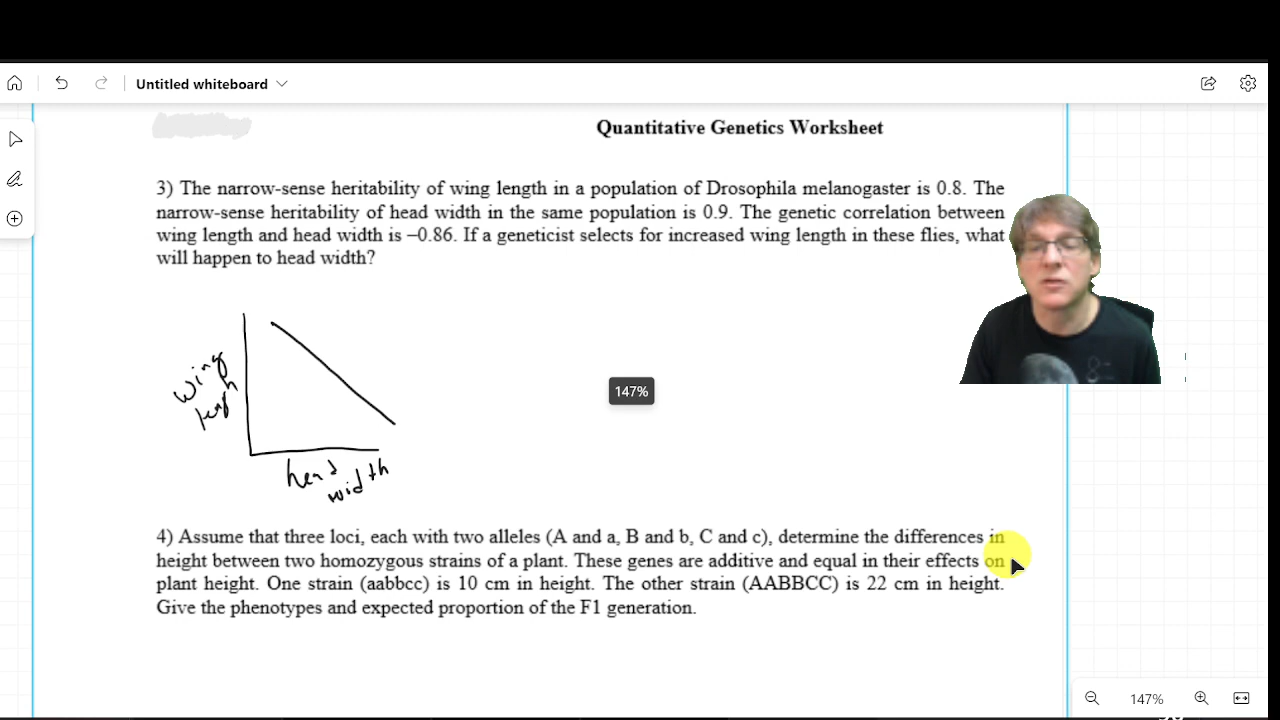 Untitled whiteboard
Quantitative Genetics Worksheet
3) The narrow-sense heritability of wing length in a population of Drosophila melanogaster is 0.8. The
narrow-sense heritability of head width in the same population is 0.9. The genetic correlation between
wing length and head width is −0.86. If a geneticist selects for increased wing length in these flies, what
will happen to head width?
wing
147%
head
width
4) Assume that three loci, each with two alleles (A and a, B and b, C and c), determine the differences in
height between two homozygous strains of a plant. These genes are additive and equal in their effects on
plant height. One strain (aabbcc) is 10 cm in height. The other strain (AABBCC) is 22 cm in height.
Give the phenotypes and expected proportion of the F1 generation.
147%